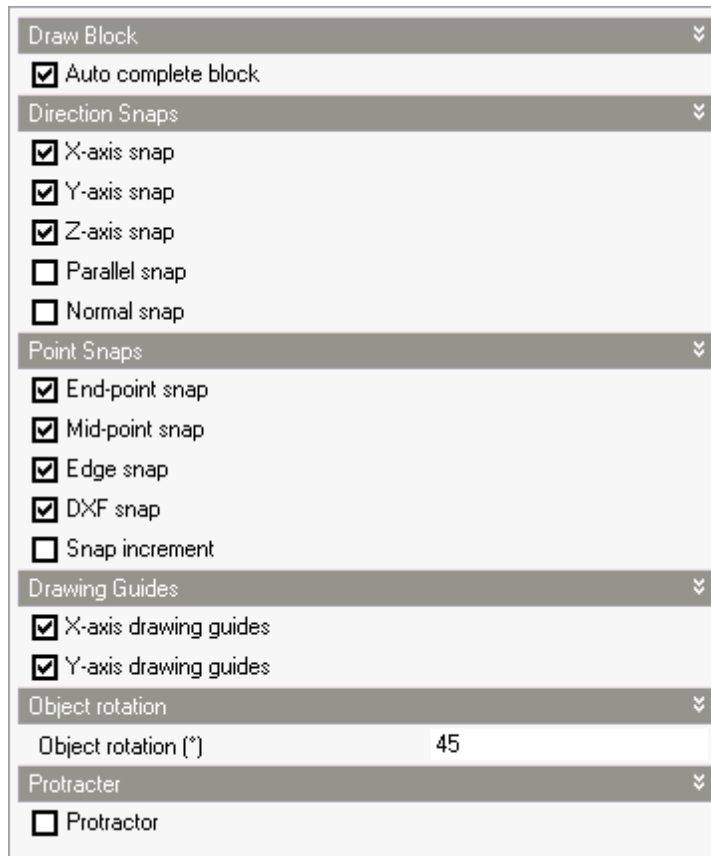 Draw Block
Auto complete block
Direction Snaps
X-axis snap
Y-axis snap
Z-axis snap
Parallel snap
Normal snap
Point Snaps
End-point snap
Mid-point snap
Edge snap
DXF snap
Snap increment
Drawing Guides
X-axis drawing guides
Y-axis drawing guides
Object rotation
Object rotation (°) 45
Protracter
Protractor